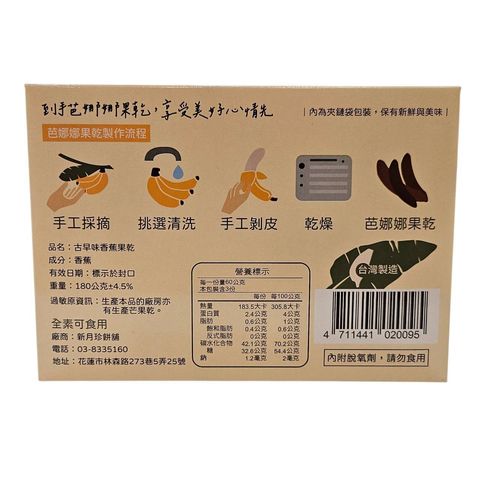 到手芭娜娜果乾，享受美好心情先
| 內為夾鏈袋包裝，保有新鮮與美味 |
芭娜娜果乾製作流程
手工採摘 挑選清洗 手工剝皮 乾燥 芭娜娜果乾
品名：古早味香蕉果乾
成分：香蕉
有效日期：標示於封口
重量：180公克±4.5%
過敏原資訊：生產本品的廠房亦
有生產芒果乾。
全素可食用
廠商：新月珍餅舖
電話：03-8335160
地址：花蓮市林森路273巷5弄25號
營養標示
每一份量60公克
本包裝含3份
每份 每100公克
熱量 183.5大卡 305.8大卡
蛋白質 2.4公克 4公克
脂肪 0.6公克 1公克
飽和脂肪 0.4公克 0.6公克
反式脂肪 0公克 0公克
碳水化合物 42.1公克 70.2公克
糖 32.6公克 54.4公克
鈉 1.2毫克 2毫克
台灣製造
4 711441 020095
內附脫氧劑，請勿食用